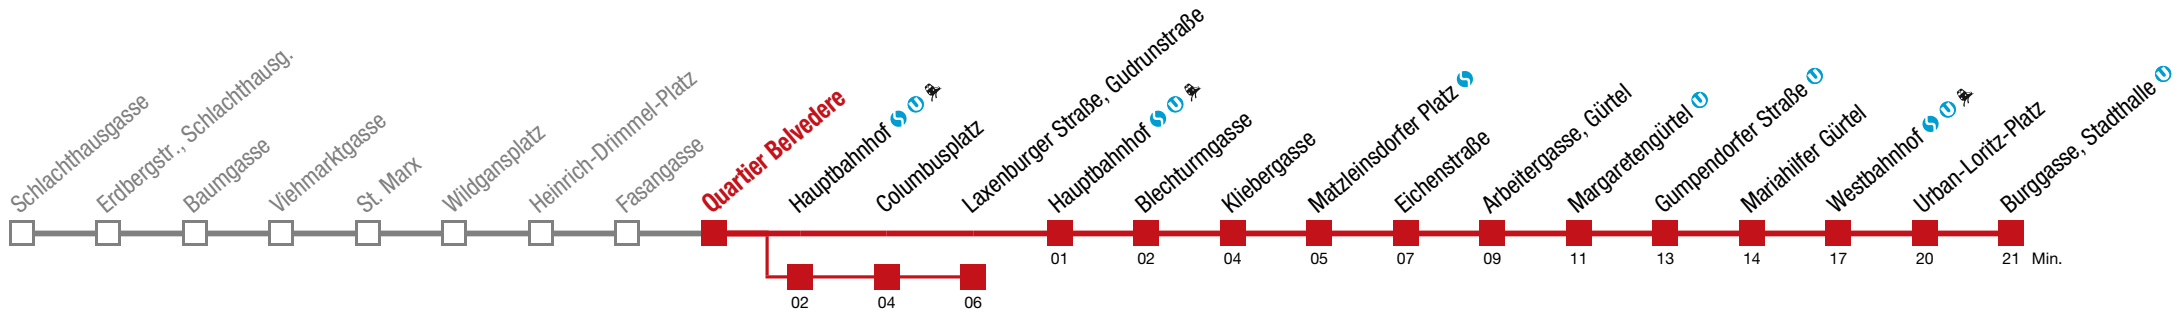 Schlachthausgasse
Erdbergstr., Schlachthausg.
Baumgasse
Viehmarktgasse
St. Marx
Wildgansplatz
Heinrich-Drimmel-Platz
Fasangasse
Quartier Belvedere
Hauptbahnhof S U
Columbusplatz
Laxenburger Straße, Gudrunstraße
Hauptbahnhof S U
Blechturmgasse
Kliebergasse
Matzleinsdorfer Platz S
Eichenstraße
Arbeitergasse, Gürtel
Margaretengürtel U
Gumpendorfer Straße U
Mariahilfer Gürtel
Westbahnhof S U
Urban-Loritz-Platz
Burggasse, Stadthalle U
01 02 04 05 07 09 11 13 14 17 20 21 Min.
02 04 06